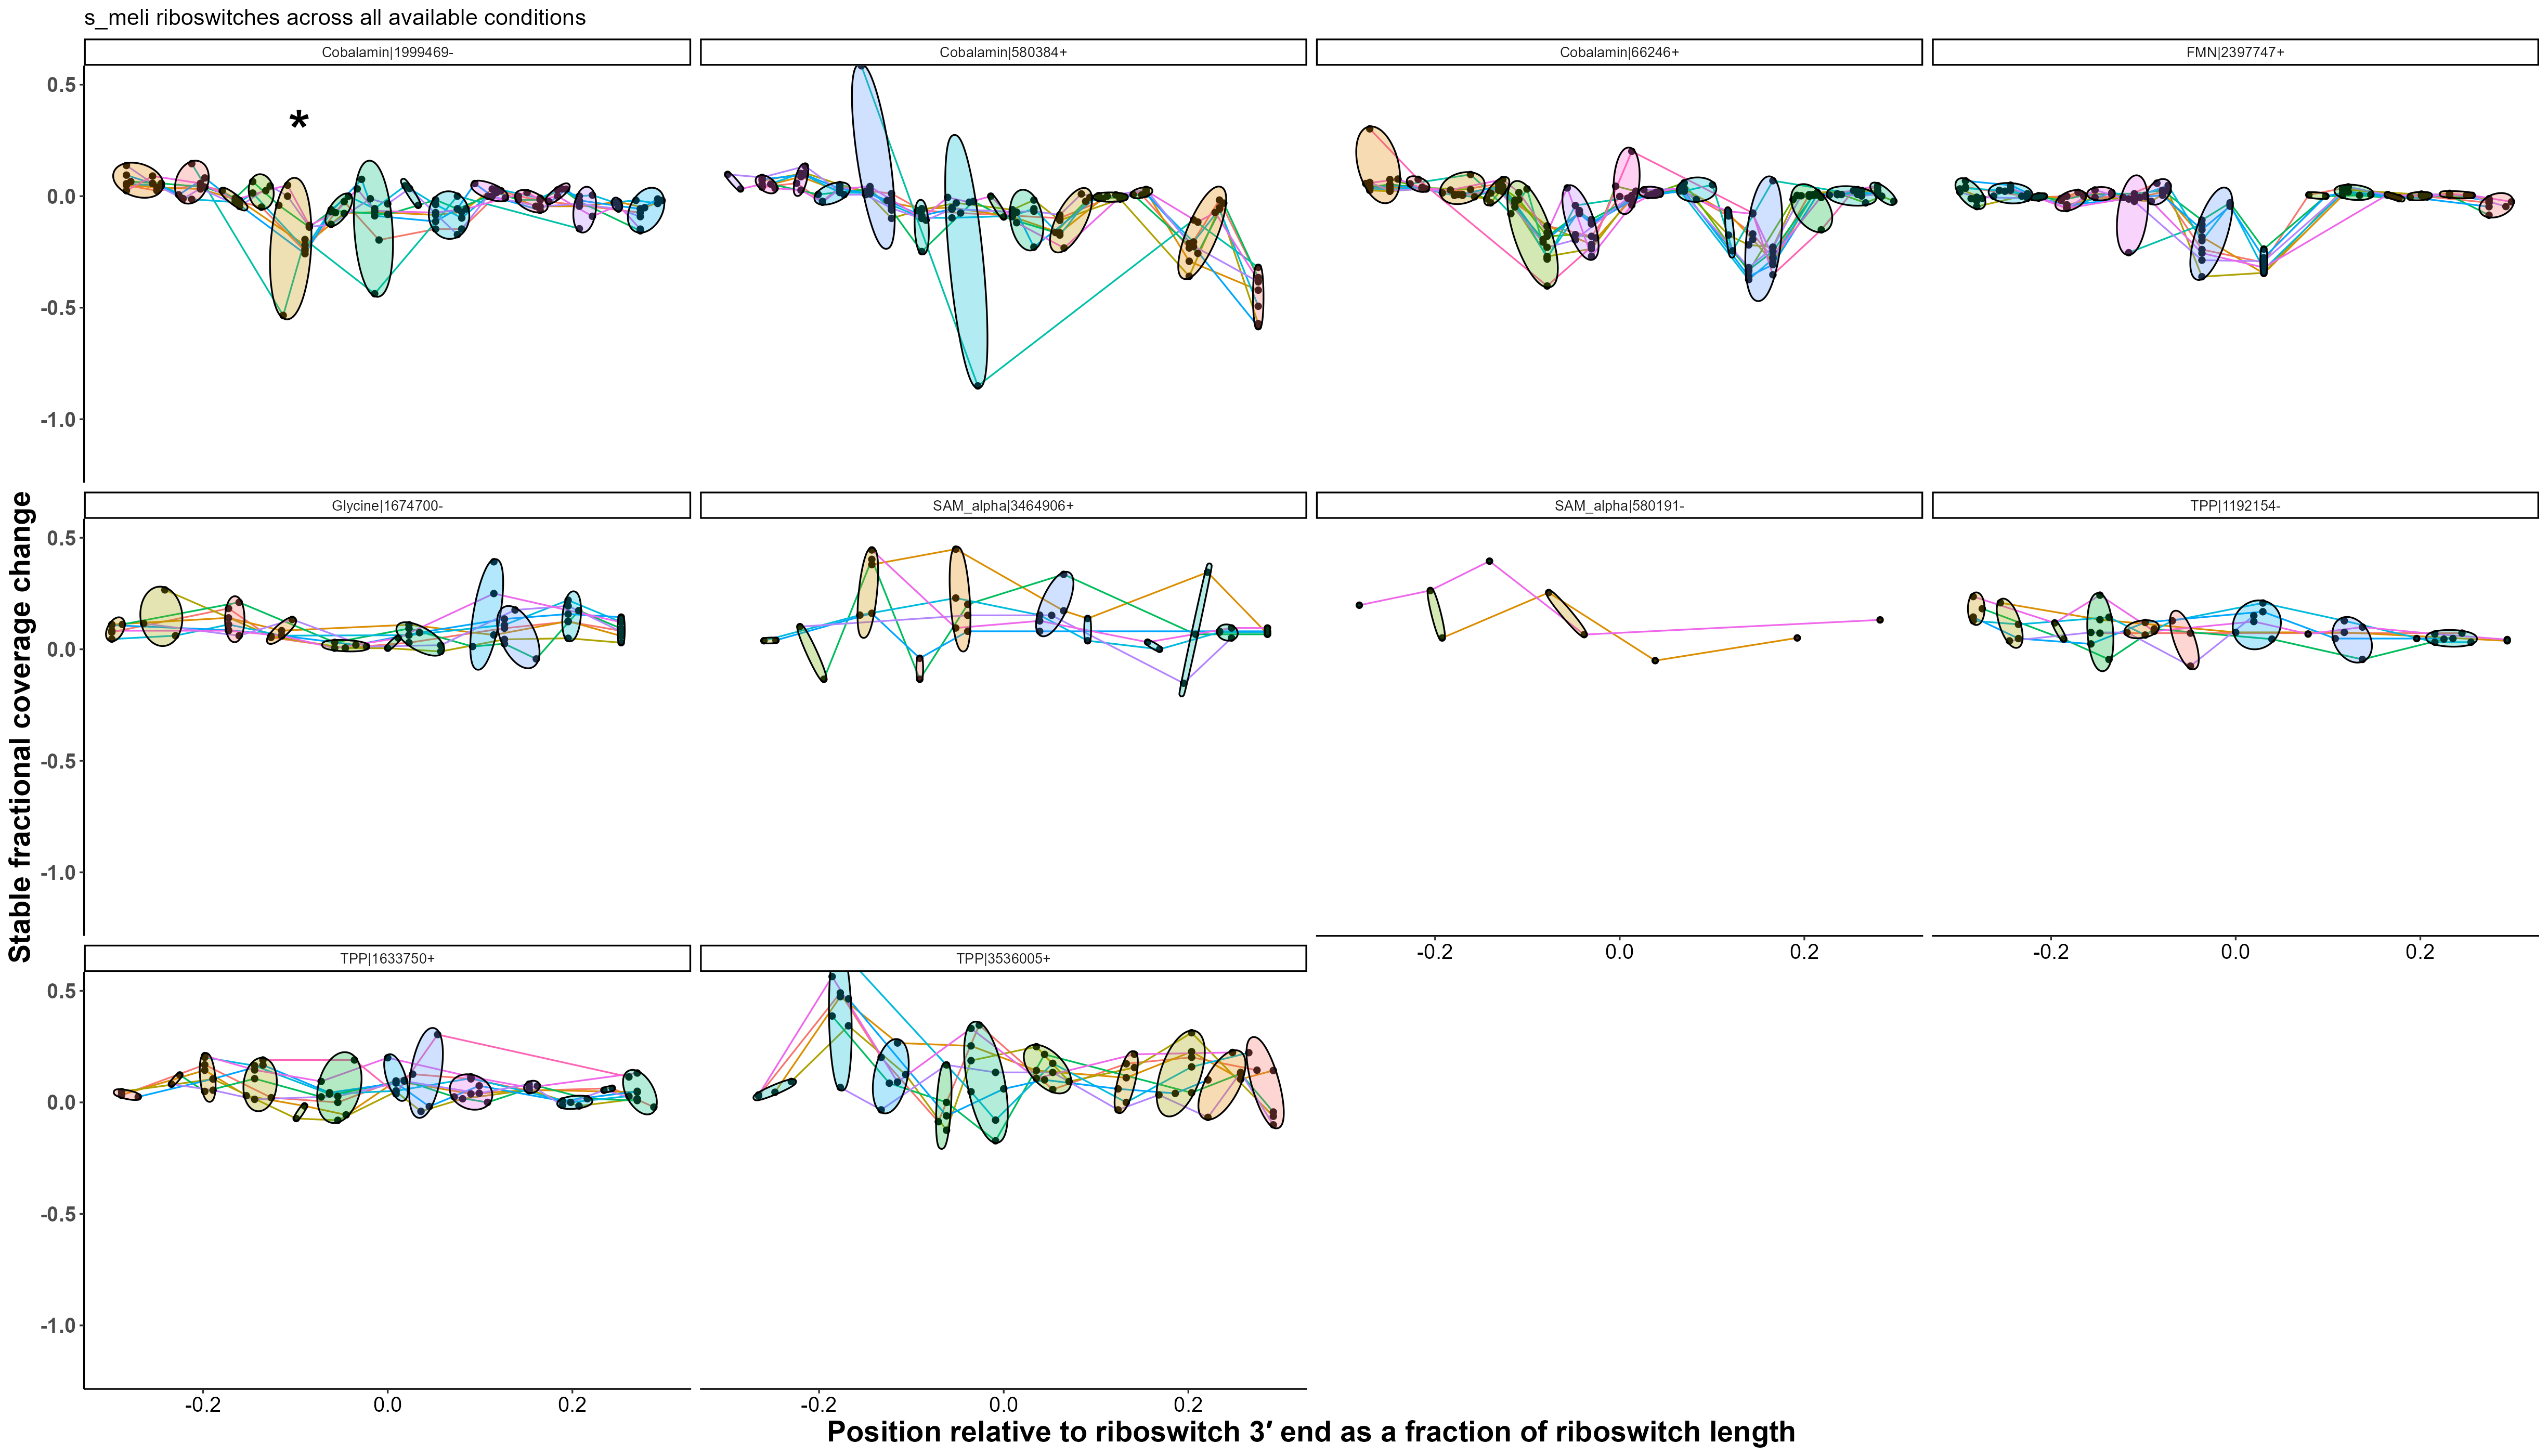 s_meli riboswitches across all available conditions
Cobalamin|1999469-
Cobalamin|580384+
Cobalamin|66246+
FMN|2397747+
0.5
0.0
-0.5
-1.0
*
Glycine|1674700-
SAM_alpha|3464906+
SAM_alpha|580191-
TPP|1192154-
0.5
0.0
-0.5
-1.0
-0.2 0.0 0.2
-0.2 0.0 0.2
TPP|1633750+
TPP|3536005+
0.5
0.0
-0.5
-1.0
-0.2 0.0 0.2
-0.2 0.0 0.2
Stable fractional coverage change
Position relative to riboswitch 3′ end as a fraction of riboswitch length